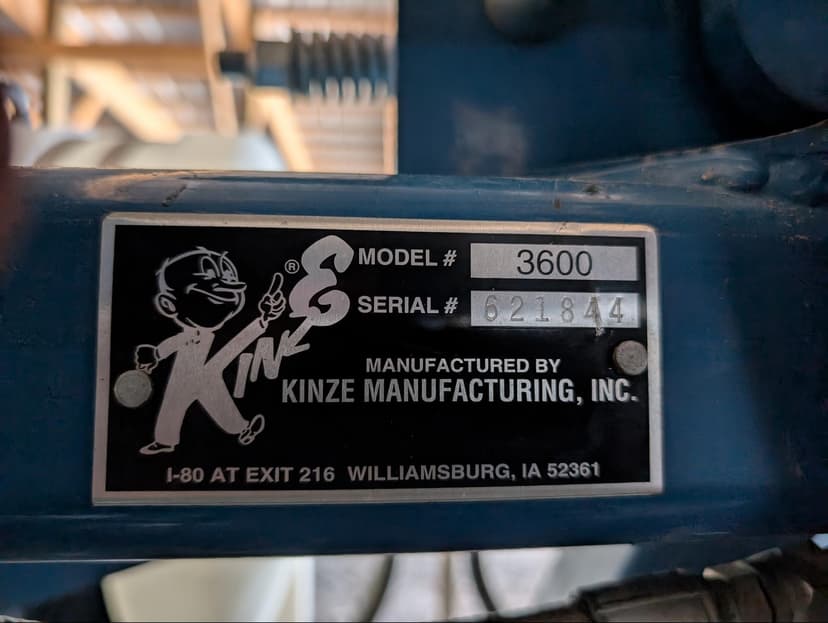 KINZE ®
MODEL # 3600
SERIAL # 621844
MANUFACTURED BY
KINZE MANUFACTURING, INC.
I-80 AT EXIT 216 WILLIAMSBURG, IA 52361